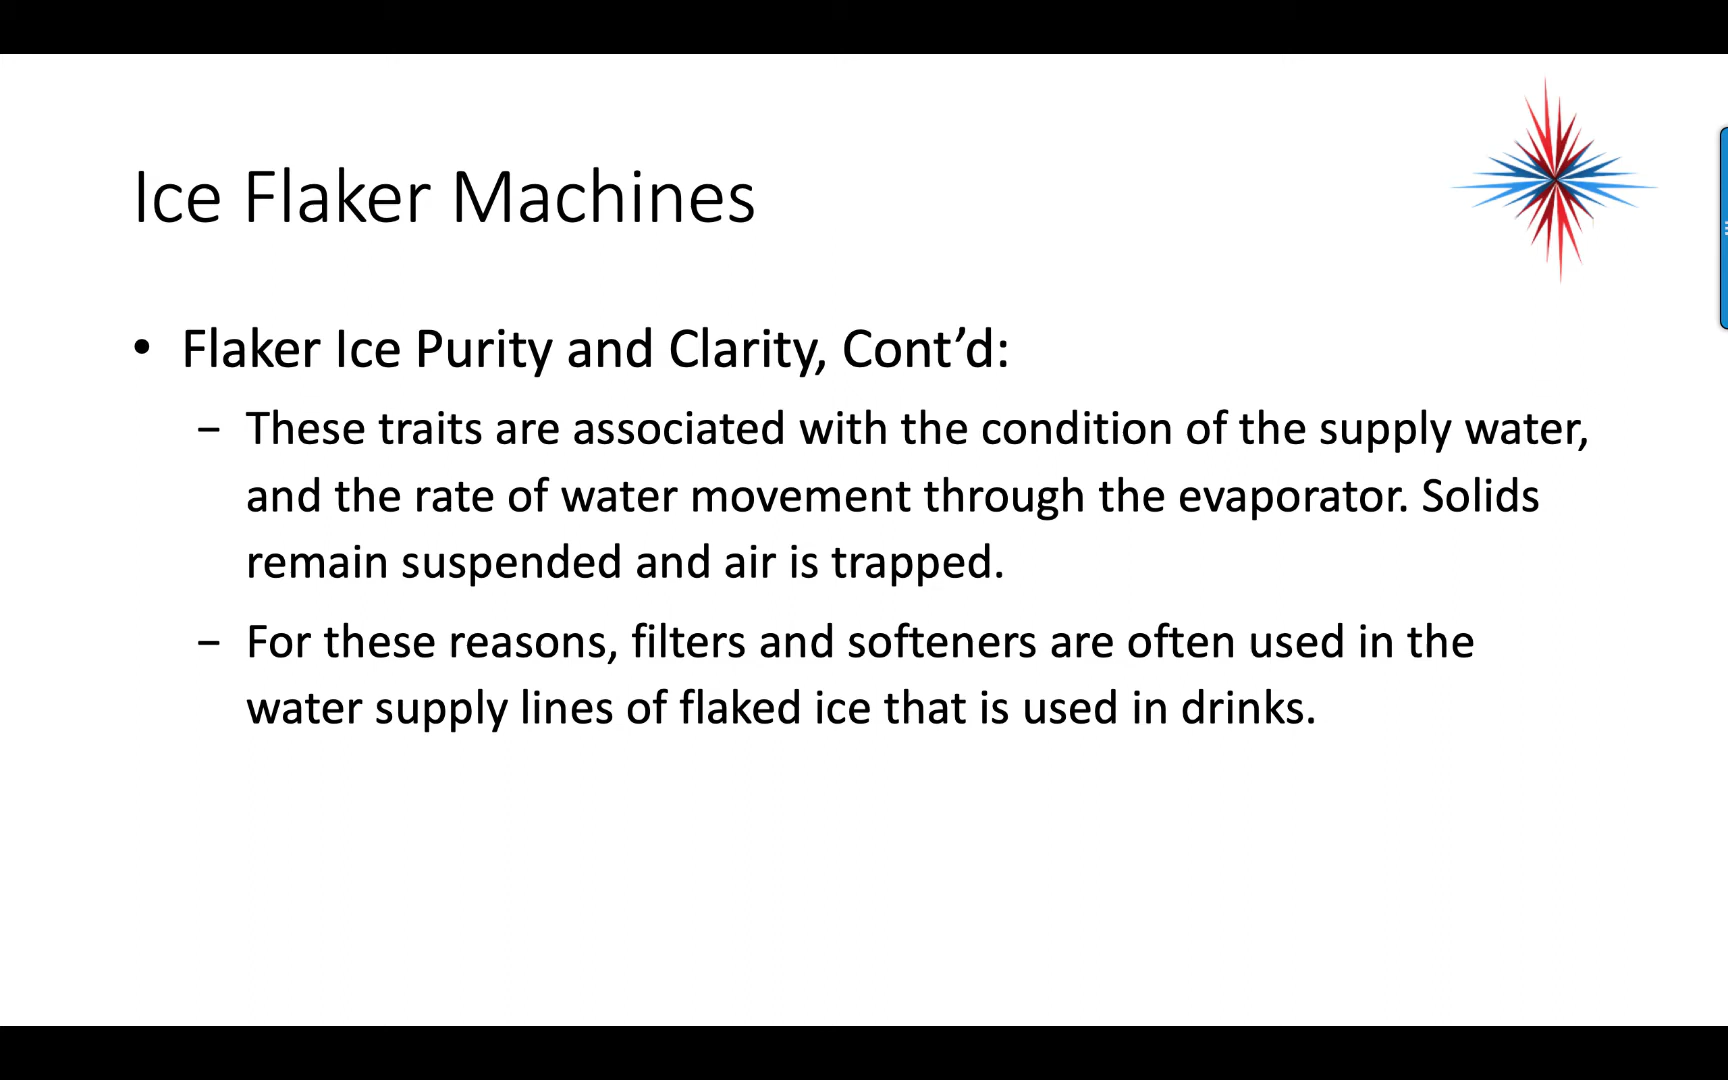 Ice Flaker Machines
• Flaker Ice Purity and Clarity, Cont’d:
– These traits are associated with the condition of the supply water,
and the rate of water movement through the evaporator. Solids
remain suspended and air is trapped.
– For these reasons, filters and softeners are often used in the
water supply lines of flaked ice that is used in drinks.